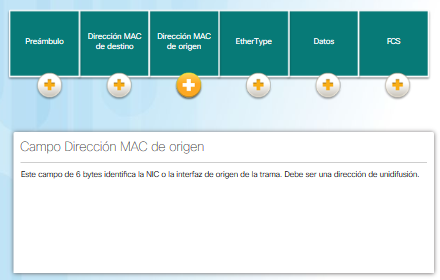 Preámbulo
Dirección MAC
de destino
Dirección MAC
de origen
EtherType
Datos
FCS
Campo Dirección MAC de origen
Este campo de 6 bytes identifica la NIC o la interfaz de origen de la trama. Debe ser una dirección de unidifusión.